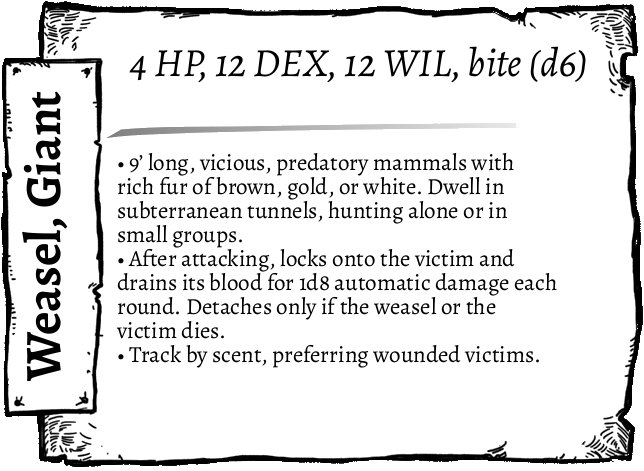 Weasel, Giant
4 HP, 12 DEX, 12 WIL, bite (d6)
• 9’ long, vicious, predatory mammals with
rich fur of brown, gold, or white. Dwell in
subterranean tunnels, hunting alone or in
small groups.
• After attacking, locks onto the victim and
drains its blood for 1d8 automatic damage each
round. Detaches only if the weasel or the
victim dies.
• Track by scent, preferring wounded victims.